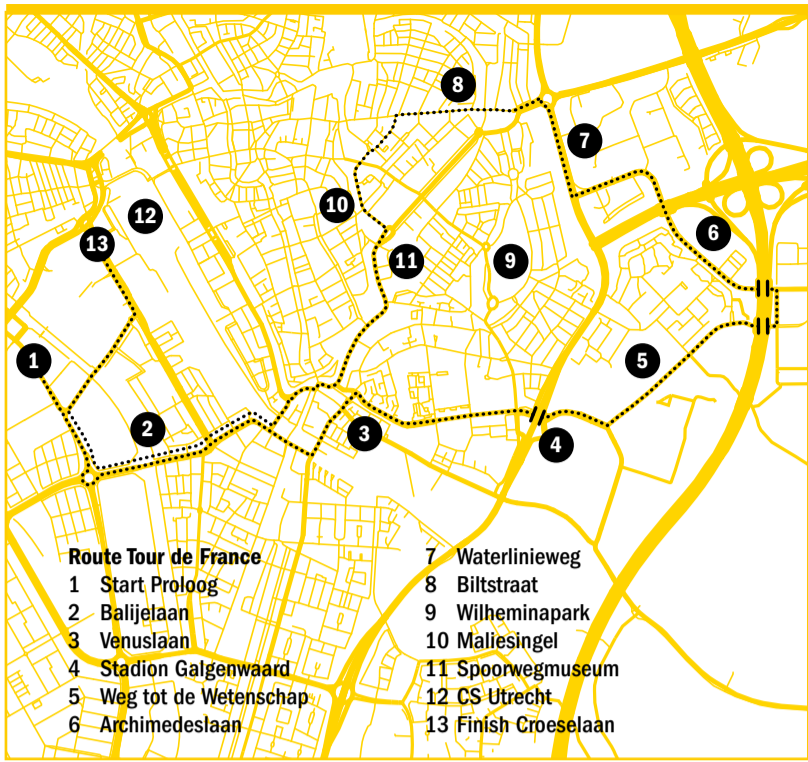 8
7
12
10
13
6
11
9
1
5
2
3
4
Route Tour de France
1 Start Proloog
2 Balijelaan
3 Venuslaan
4 Stadion Galgenwaard
5 Weg tot de Wetenschap
6 Archimedeslaan
7 Waterlinieweg
8 Biltstraat
9 Wilheminapark
10 Maliesingel
11 Spoorwegmuseum
12 CS Utrecht
13 Finish Croeselaan